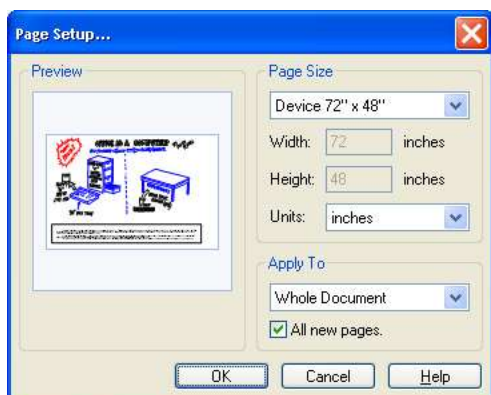 Page Setup...
Preview
Page Size
Device 72" x 48"
Width: 72 inches
Height: 48 inches
Units: inches
Apply To
Whole Document
All new pages.
OK Cancel Help